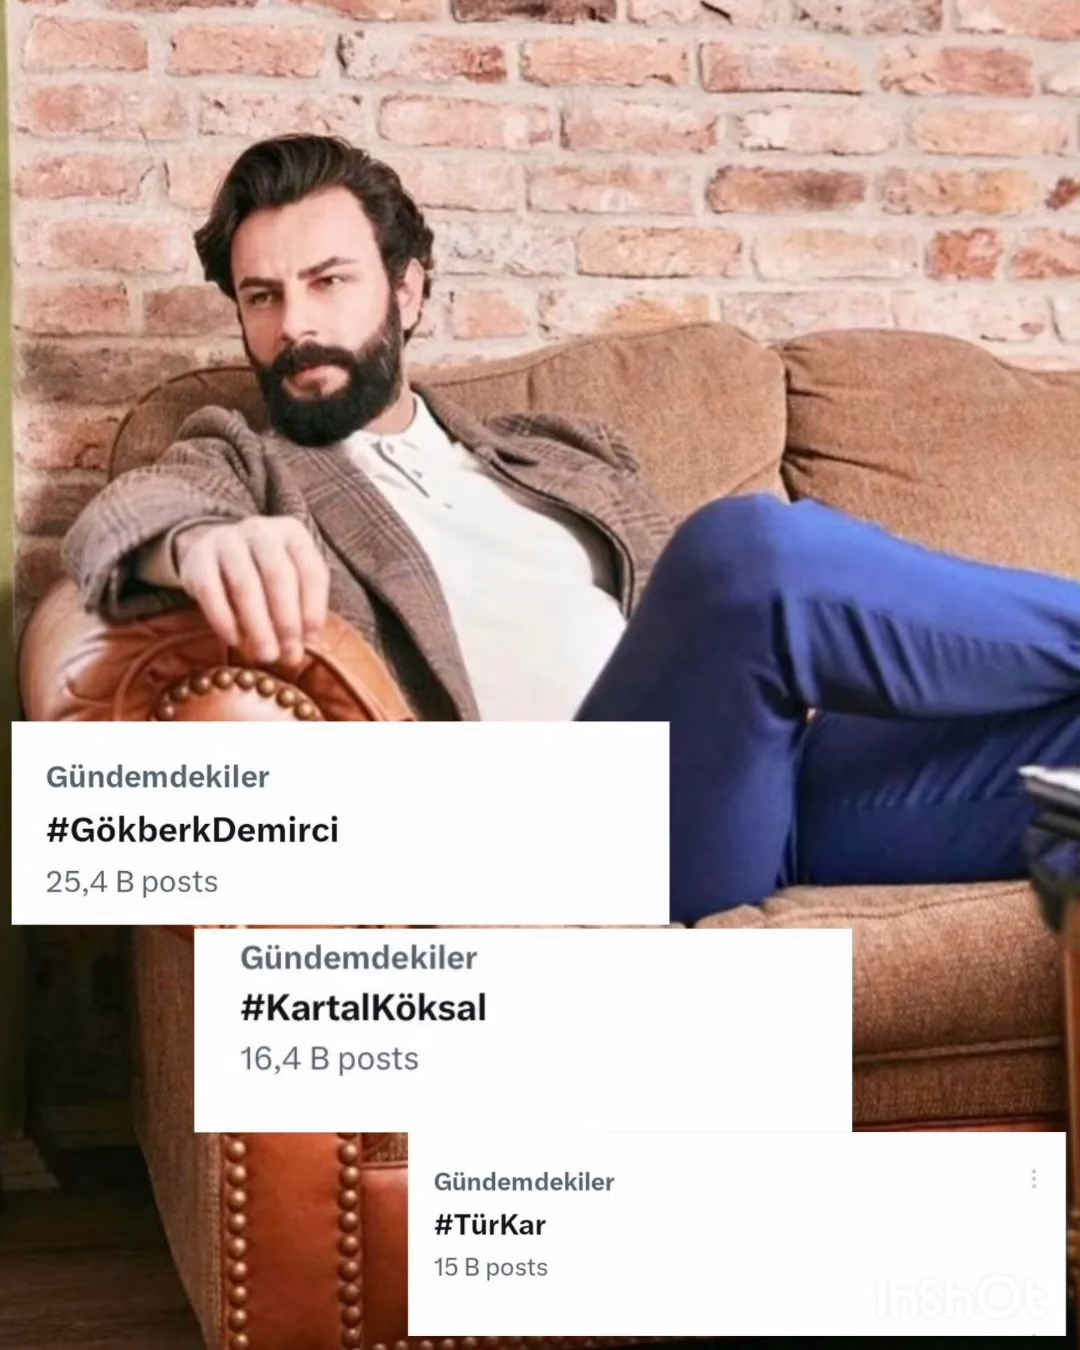 Gündemdekiler
#GökberkDemirci
25,4 B posts
Gündemdekiler
#KartalKöksal
16,4 B posts
Gündemdekiler
#TürKar
15 B posts
InShOt